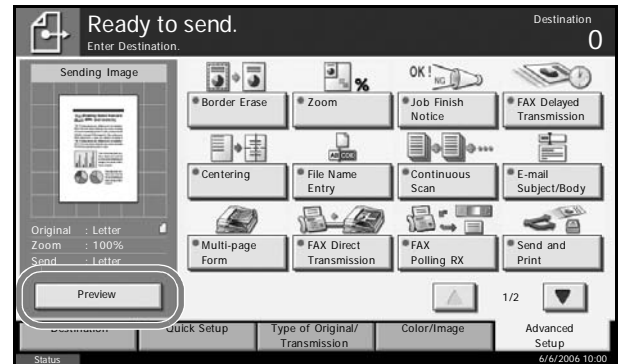 Ready to send.
Enter Destination.
Destination
0
Sending Image
Original : Letter
Zoom : 100%
Send : Letter
Preview
OK!
NG
%
Border Erase
Zoom
Job Finish
Notice
FAX Delayed
Transmission
ABCDE
Centering
File Name
Entry
Continuous
Scan
E-mail
Subject/Body
Multi-page
Form
FAX Direct
Transmission
FAX
Polling RX
Send and
Print
1/2
Destination
Quick Setup
Type of Original/
Transmission
Color/Image
Advanced
Setup
Status
6/6/2006 10:00